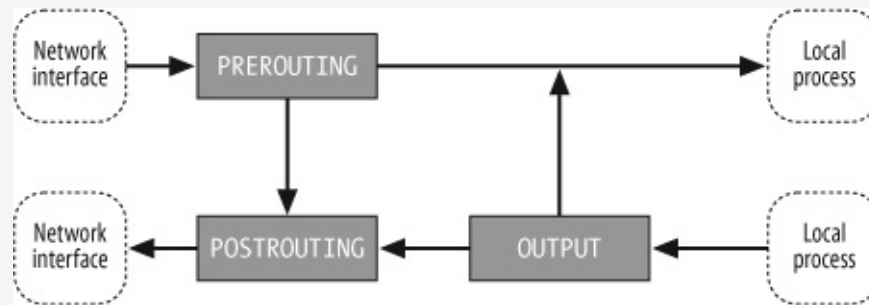 Network
interface
PREROUTING
Local
process
Network
interface
POSTROUTING
OUTPUT
Local
process